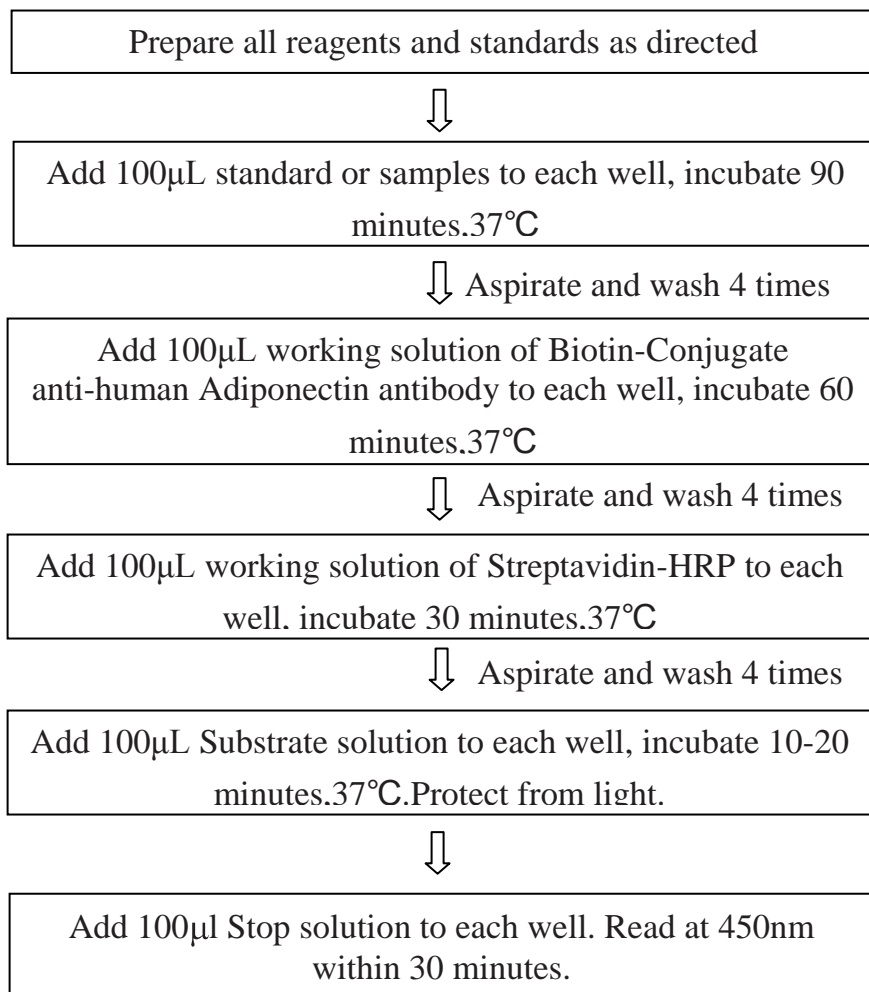 Prepare all reagents and standards as directed
Add 100μL standard or samples to each well, incubate 90
minutes,37℃
Aspirate and wash 4 times
Add 100μL working solution of Biotin-Conjugate
anti-human Adiponectin antibody to each well, incubate 60
minutes,37℃
Aspirate and wash 4 times
Add 100μL working solution of Streptavidin-HRP to each
well, incubate 30 minutes,37℃
Aspirate and wash 4 times
Add 100μL Substrate solution to each well, incubate 10-20
minutes,37℃.Protect from light.
Add 100μl Stop solution to each well. Read at 450nm
within 30 minutes.